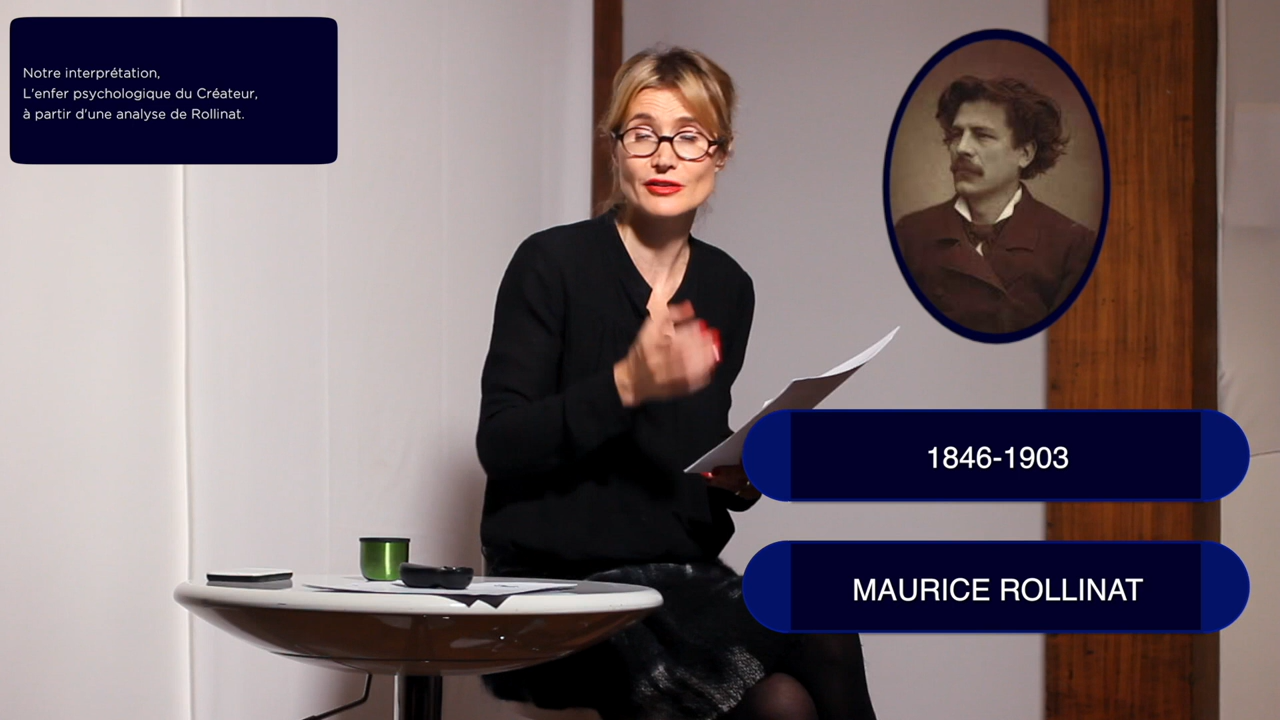 Notre interprétation,
L'enfer psychologique du Créateur,
à partir d'une analyse de Rollinat.
1846-1903
MAURICE ROLLINAT